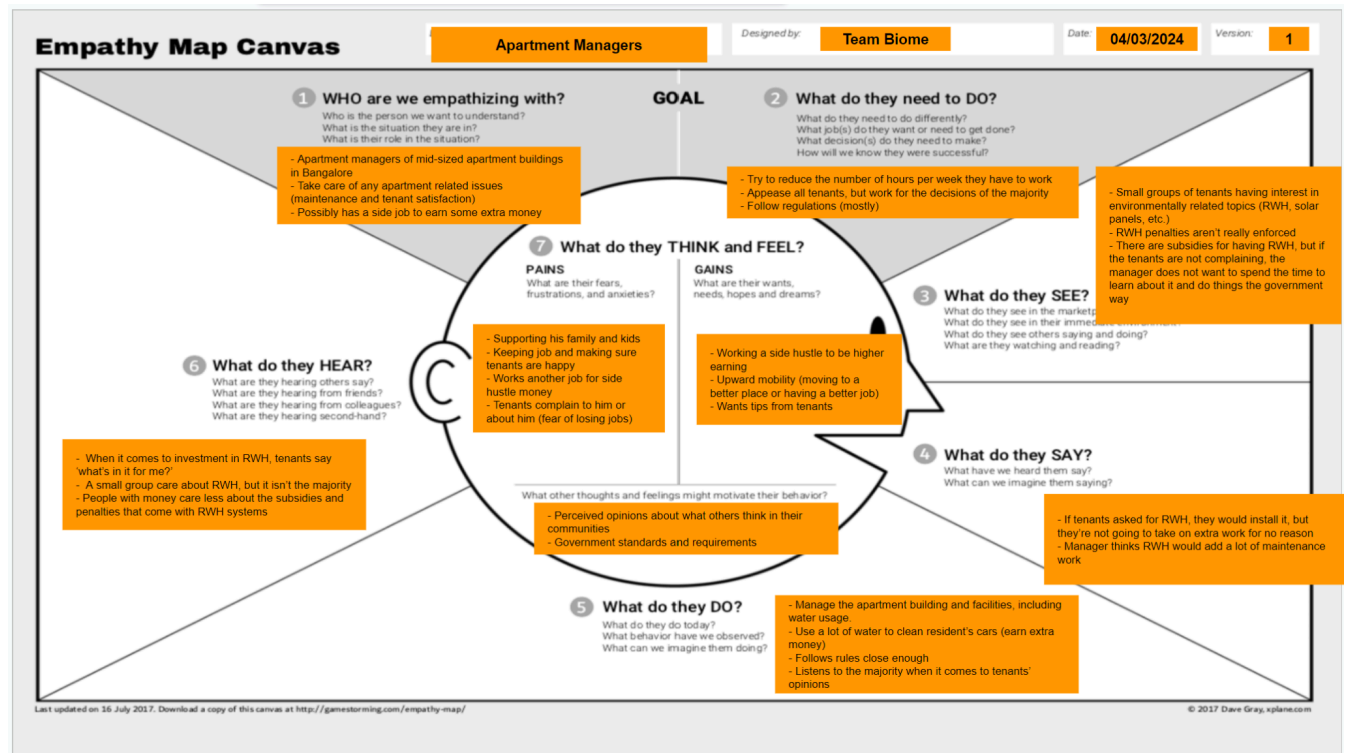 Empathy Map Canvas
Apartment Managers
Designed by:
Team Biome
Date:
04/03/2024
Version:
1
1 WHO are we empathizing with?
Who is the person we want to understand?
What is the situation they are in?
What is their role in the situation?
- Apartment managers of mid-sized apartment buildings
in Bangalore
- Take care of any apartment related issues
(maintenance and tenant satisfaction)
- Possibly has a side job to earn some extra money
GOAL
2 What do they need to DO?
What do they need to do differently?
What job(s) do they want or need to get done?
What decision(s) do they need to make?
How will we know they were successful?
- Try to reduce the number of hours per week they have to work
- Appease all tenants, but work for the decisions of the majority
- Follow regulations (mostly)
- Small groups of tenants having interest in
environmentally related topics (RWH, solar
panels, etc.)
- RWH penalties aren't really enforced
- There are subsidies for having RWH, but if
the tenants are not complaining, the
manager does not want to spend the time to
learn about it and do things the government
way
3 What do they SEE?
What do they see in the
What do they see in their
What do they see others saying and doing?
What are they watching and reading?
4 What do they SAY?
What have we heard them say?
What can we imagine them saying?
- If tenants asked for RWH, they would install it, but
they're not going to take on extra work for no reason
- Manager thinks RWH would add a lot of maintenance
work
5 What do they DO?
What do they do today?
What behavior have we observed?
What can we imagine them doing?
- Manage the apartment building and facilities, including
water usage.
- Use a lot of water to clean resident's cars (earn extra
money)
- Follows rules close enough
- Listens to the majority when it comes to tenants'
opinions
6 What do they HEAR?
What are they hearing others say?
What are they hearing from friends?
What are they hearing from colleagues?
What are they hearing second-hand?
- When it comes to investment in RWH, tenants say
'what's in it for me?'
- A small group care about RWH, but it isn't the majority
- People with money care less about the subsidies and
penalties that come with RWH systems
7 What do they THINK and FEEL?
PAINS
What are their fears,
frustrations, and anxieties?
- Supporting his family and kids
- Keeping job and making sure
tenants are happy
- Works another job for side
hustle money
- Tenants complain to him or
about him (fear of losing jobs)
GAINS
What are their wants,
needs, hopes and dreams?
- Working a side hustle to be higher
earning
- Upward mobility (moving to a
better place or having a better job)
- Wants tips from tenants
What other thoughts and feelings might motivate their behavior?
- Perceived opinions about what others think in their
communities
- Government standards and requirements
Last updated on 16 July 2017. Download a copy of this canvas at http://gamestorming.com/empathy-map/
© 2017 Dave Gray, xplane.com